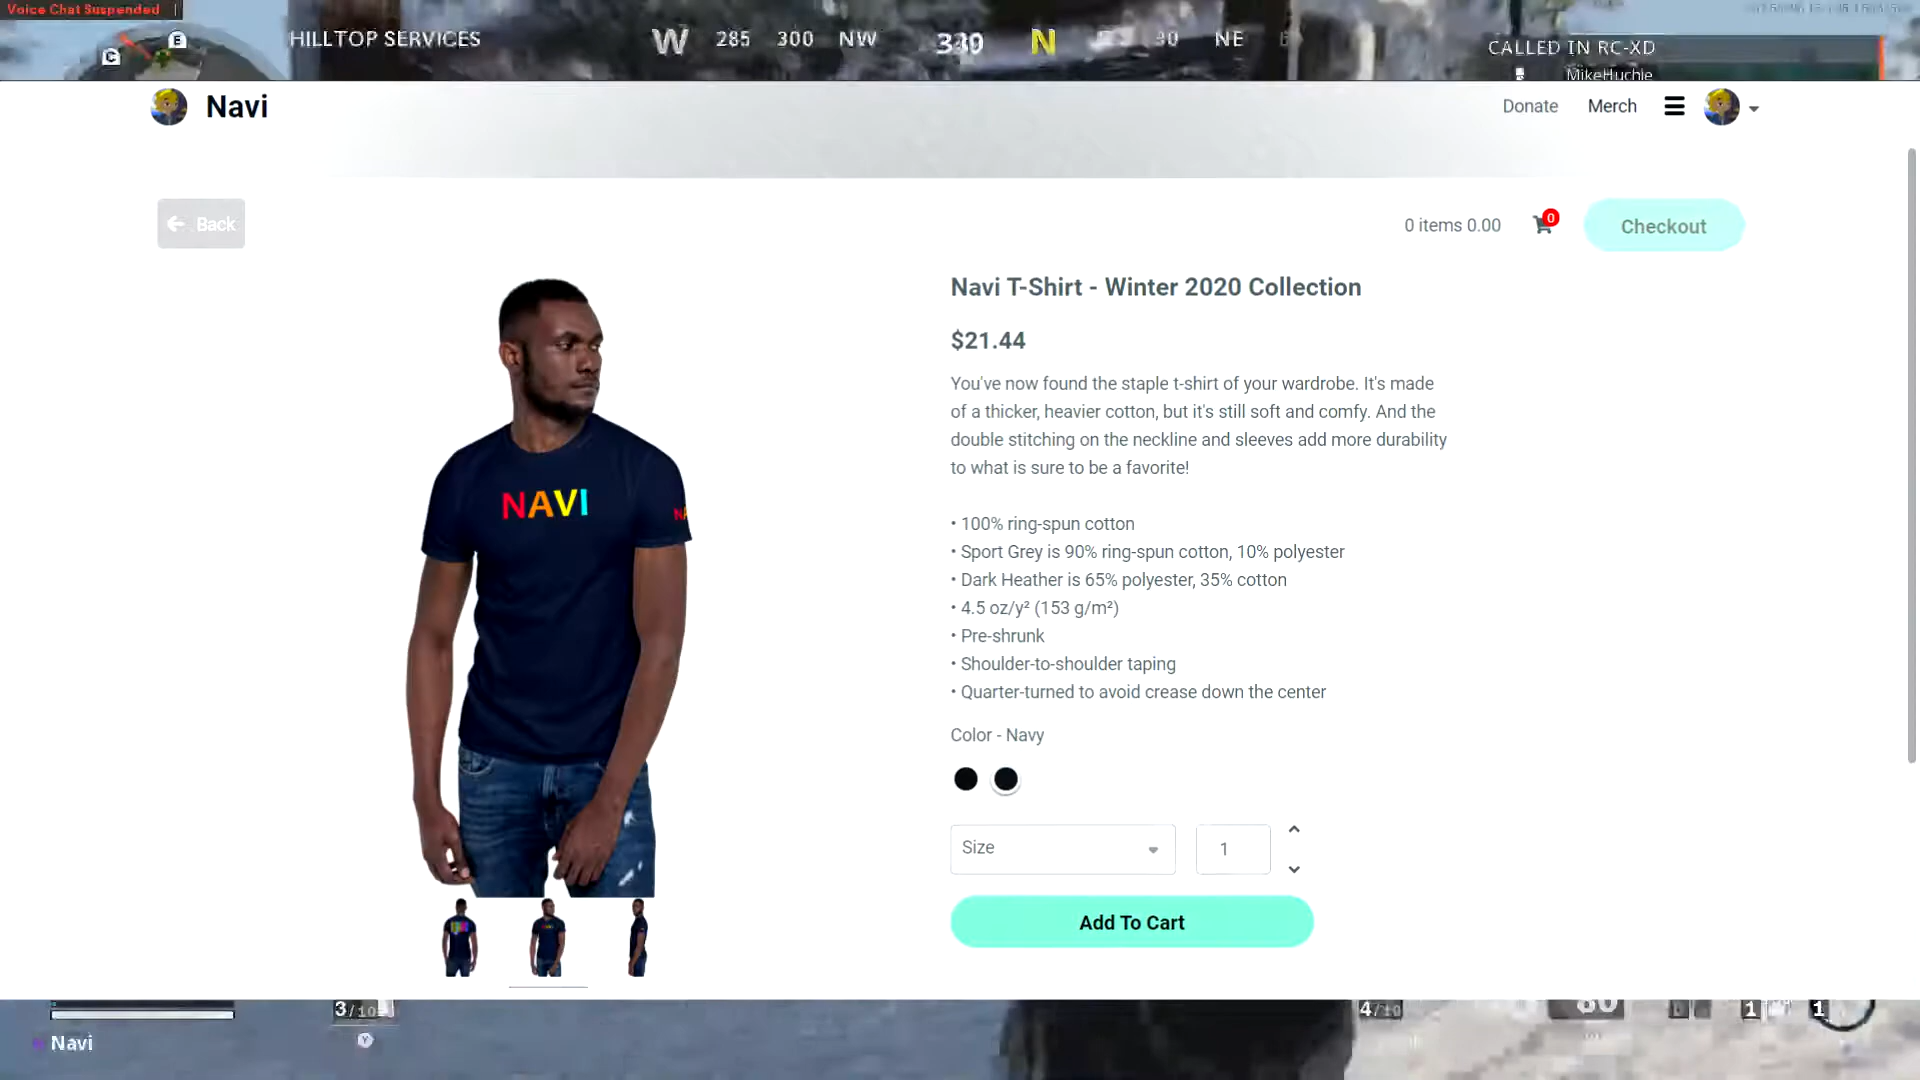 Voice Chat Suspended
E
C
HILLTOP SERVICES
W 285 300 NW 330 N 30 NE
CALLED IN RC-XD
MikeHuchle
Navi
Donate Merch
Back
0 items 0.00
0
Checkout
Navi T-Shirt - Winter 2020 Collection
$21.44
You've now found the staple t-shirt of your wardrobe. It's made
of a thicker, heavier cotton, but it's still soft and comfy. And the
double stitching on the neckline and sleeves add more durability
to what is sure to be a favorite!
• 100% ring-spun cotton
• Sport Grey is 90% ring-spun cotton, 10% polyester
• Dark Heather is 65% polyester, 35% cotton
• 4.5 oz/y² (153 g/m²)
• Pre-shrunk
• Shoulder-to-shoulder taping
• Quarter-turned to avoid crease down the center
NAVI
NA
Color - Navy
Size
1
Add To Cart
3/10
4/10
80
1
1
Y
Navi